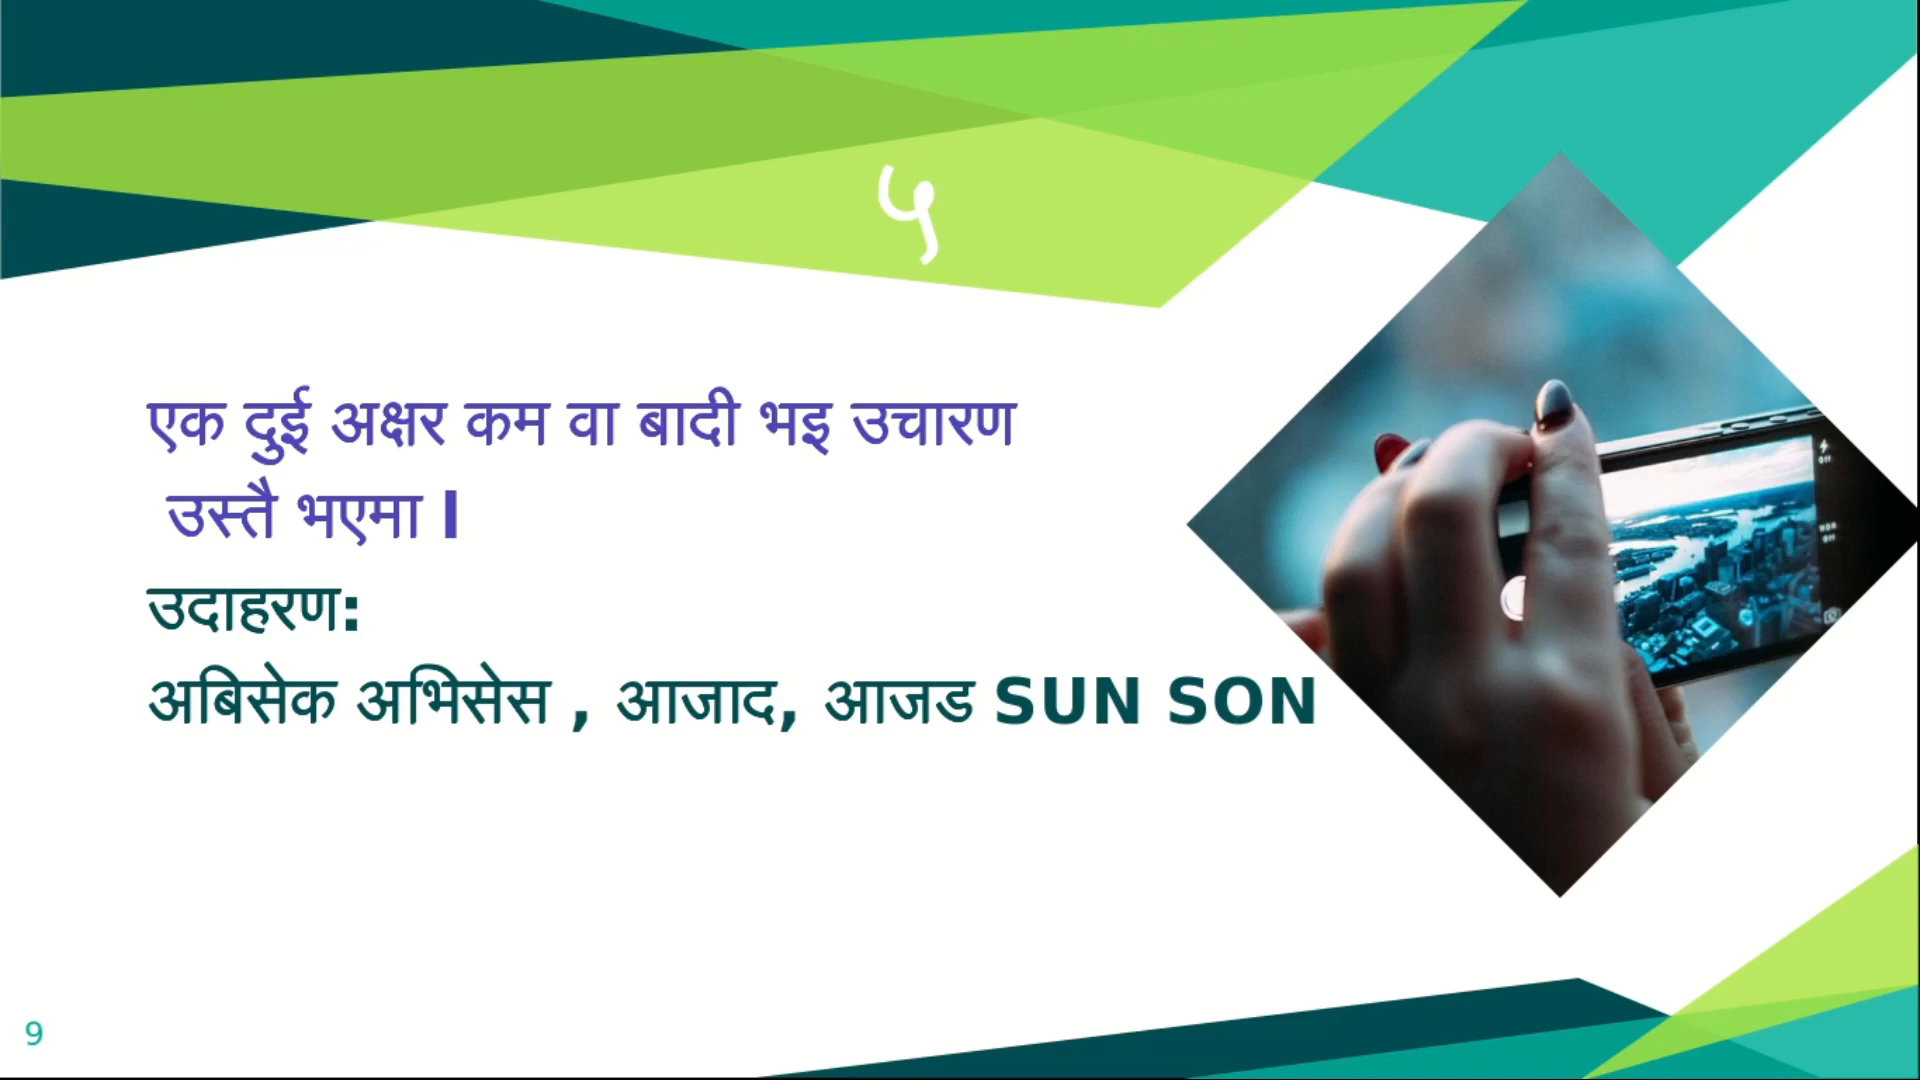 ५
एक दुई अक्षर कम वा बादी भइ उचारण
उस्तै भएमा l
उदाहरण:
अबिसेक अभिसेस , आजाद, आजड SUN SON
9